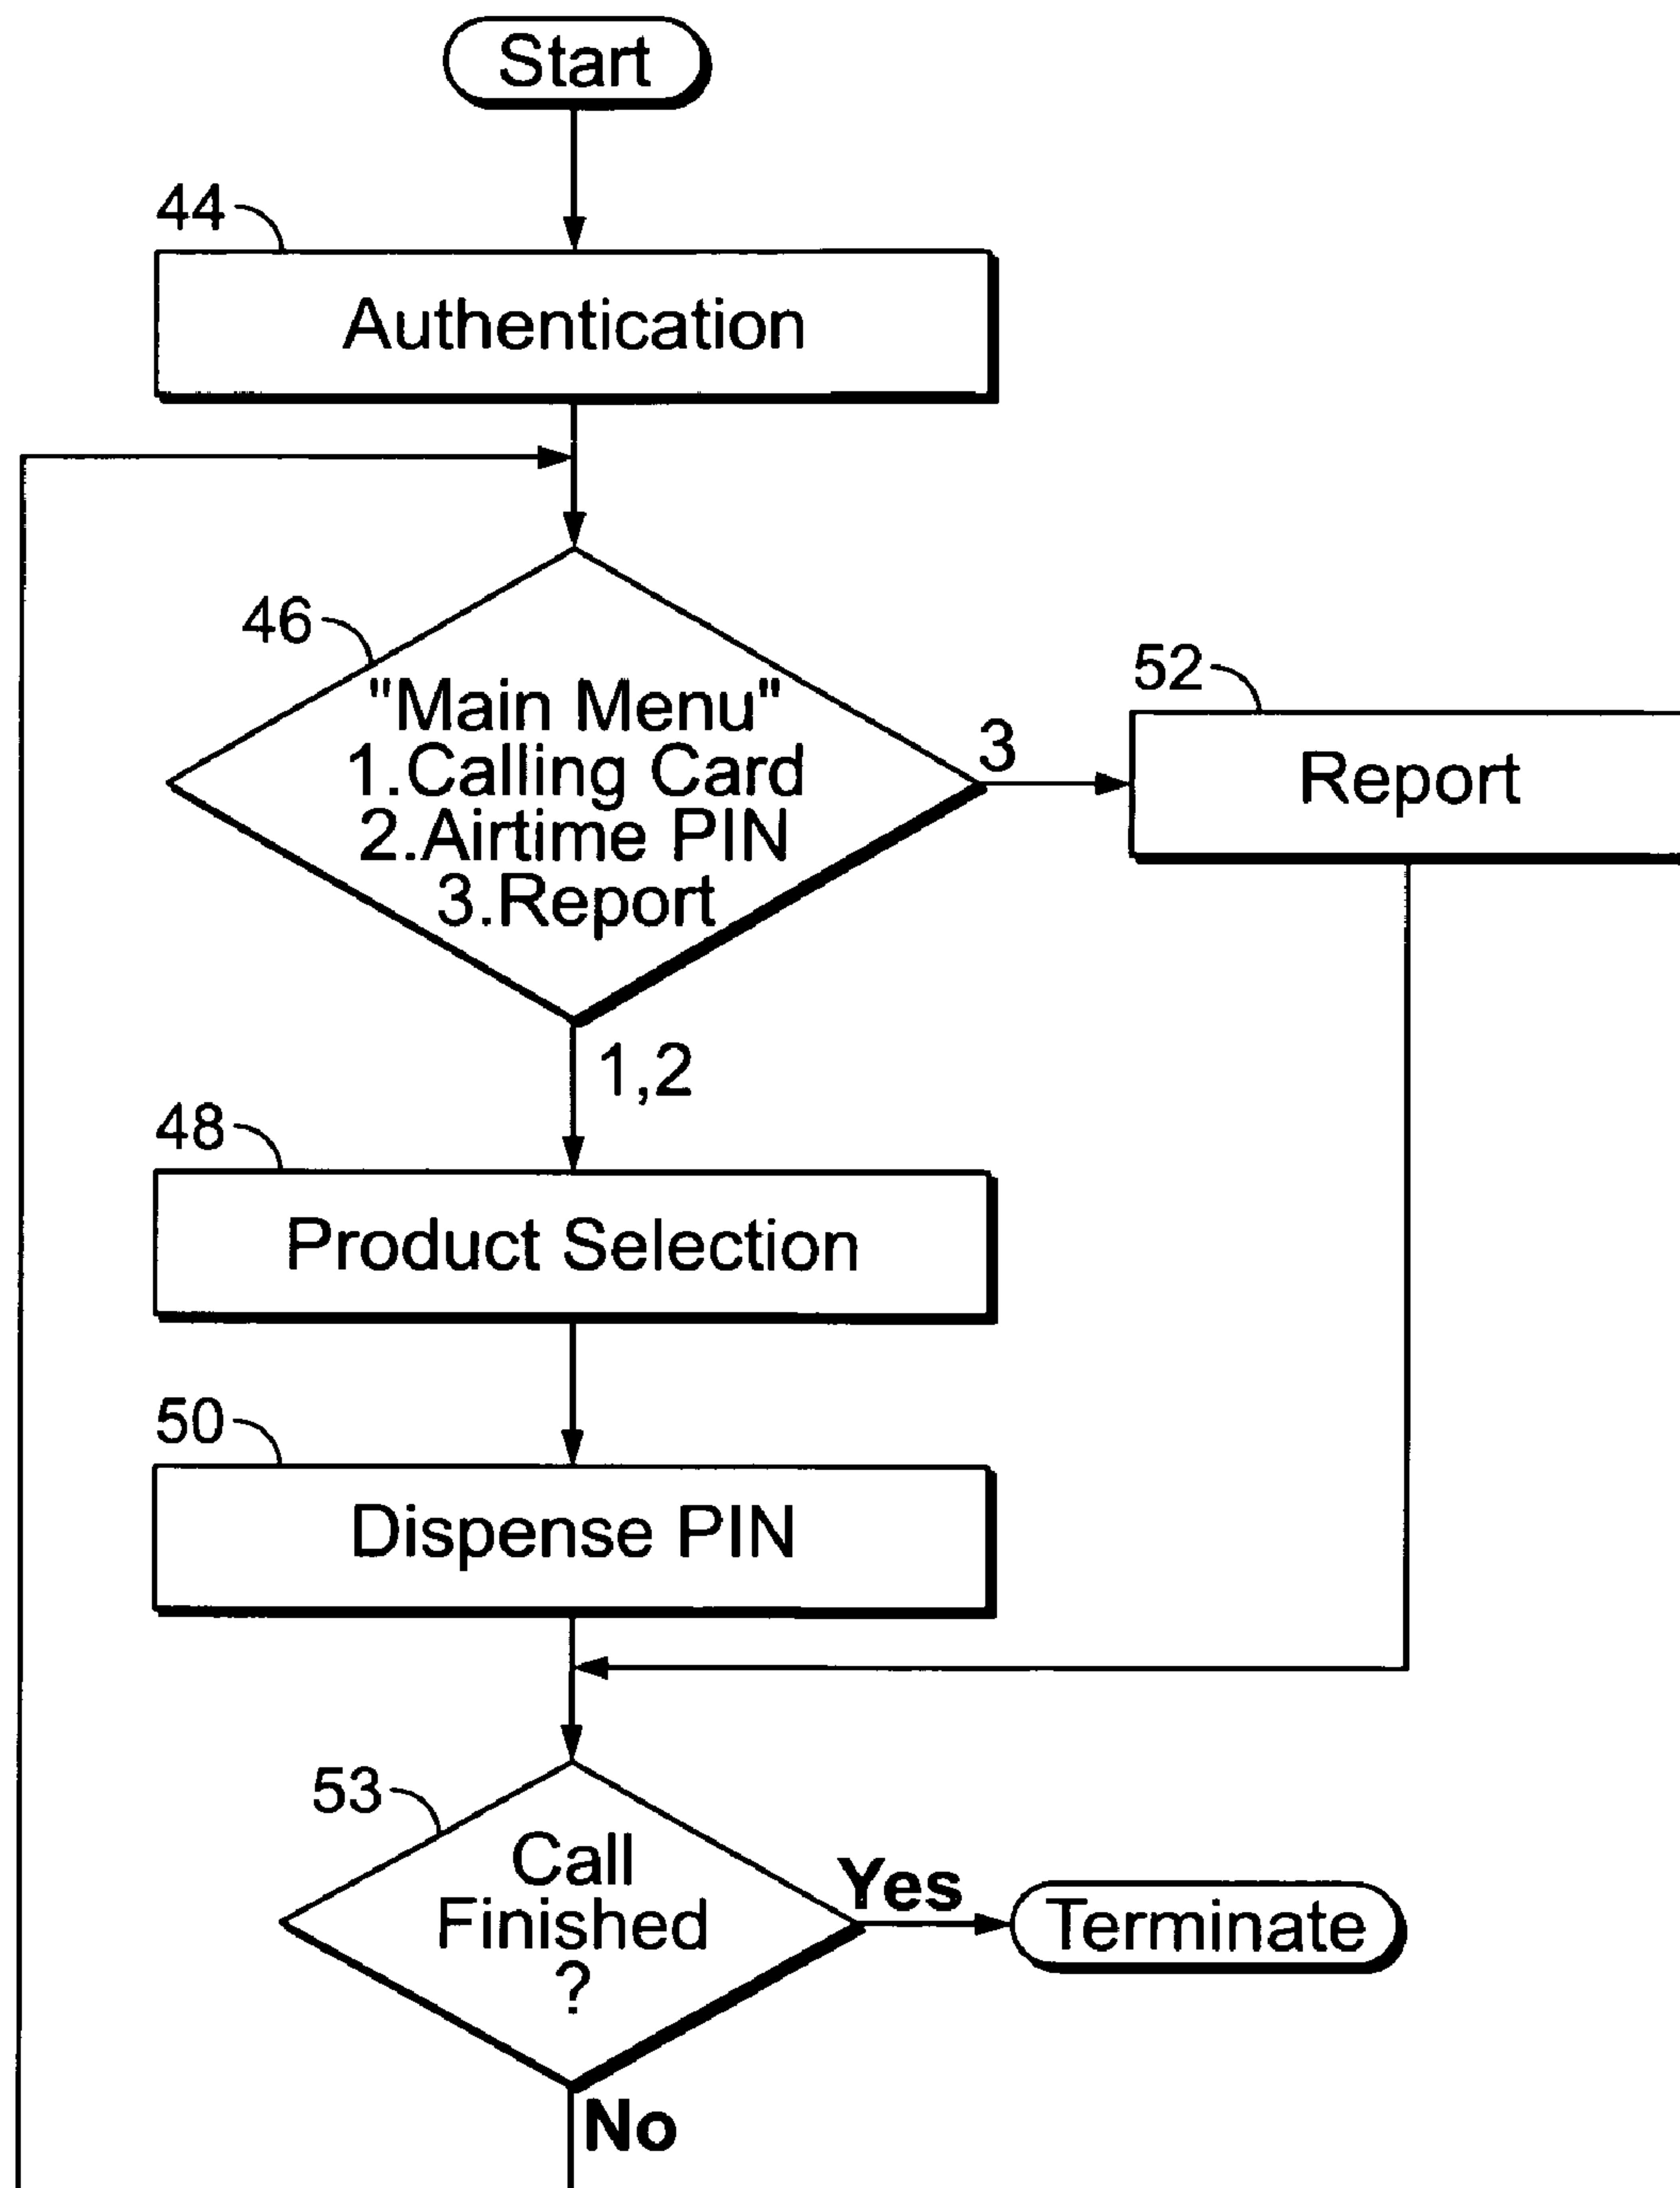 Start
44
Authentication
46
"Main Menu"
1.Calling Card
2.Airtime PIN
3.Report
3
52
Report
1,2
48
Product Selection
50
Dispense PIN
53
Call
Finished
?
Yes
Terminate
No